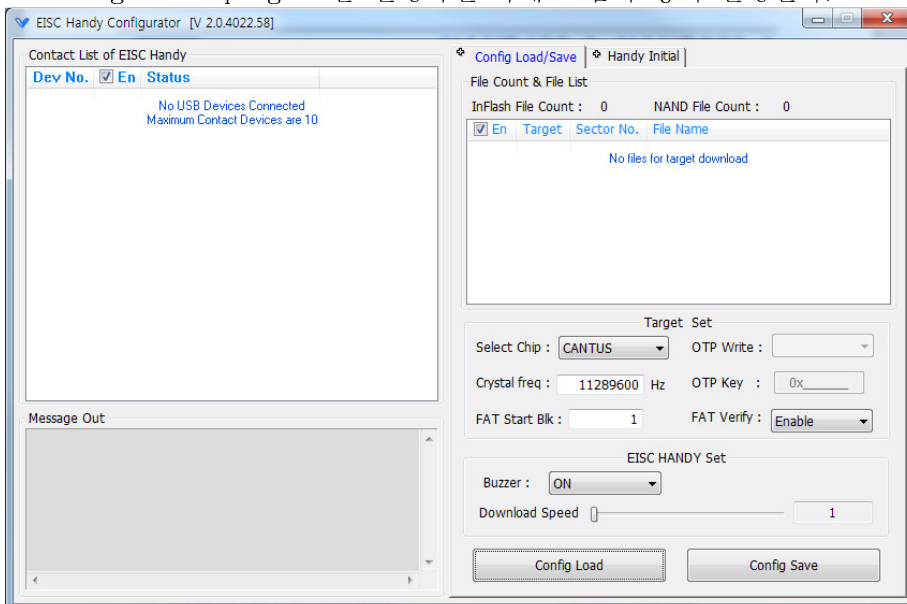 EISC Handy Configurator [V 2.0.4022.58]
Contact List of EISC Handy
Dev No. En Status
No USB Devices Connected
Maximum Contact Devices are 10
Message Out
Config Load/Save Handy Initial
File Count & File List
InFlash File Count : 0 NAND File Count : 0
En Target Sector No. File Name
No files for target download
Target Set
Select Chip : CANTUS OTP Write :
Crystal freq : 11289600 Hz OTP Key : 0x______
FAT Start Blk : 1 FAT Verify : Enable
EISC HANDY Set
Buzzer : ON
Download Speed 1
Config Load Config Save